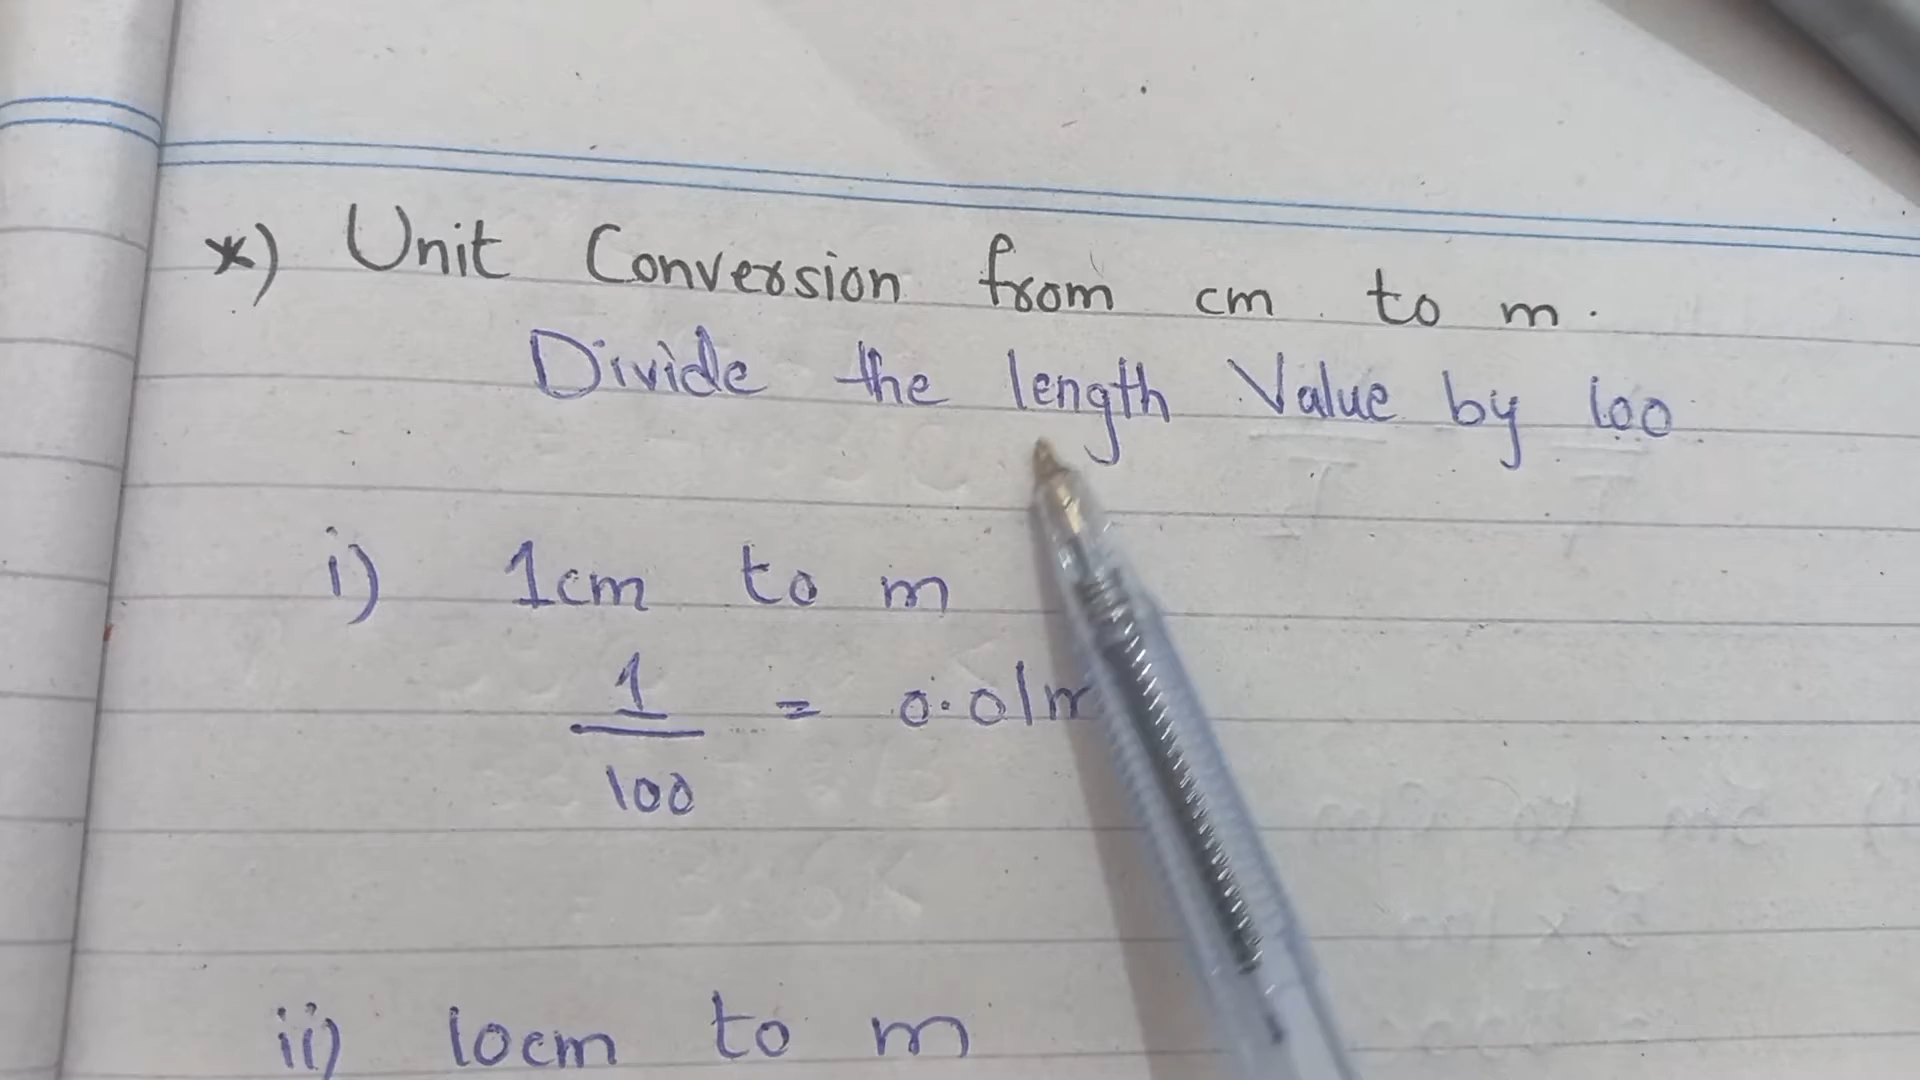 *) Unit Conversion from cm to m.
Divide the length Value by 100
i) 1cm to m
1
100
= 0.01m
ii) 10cm to m